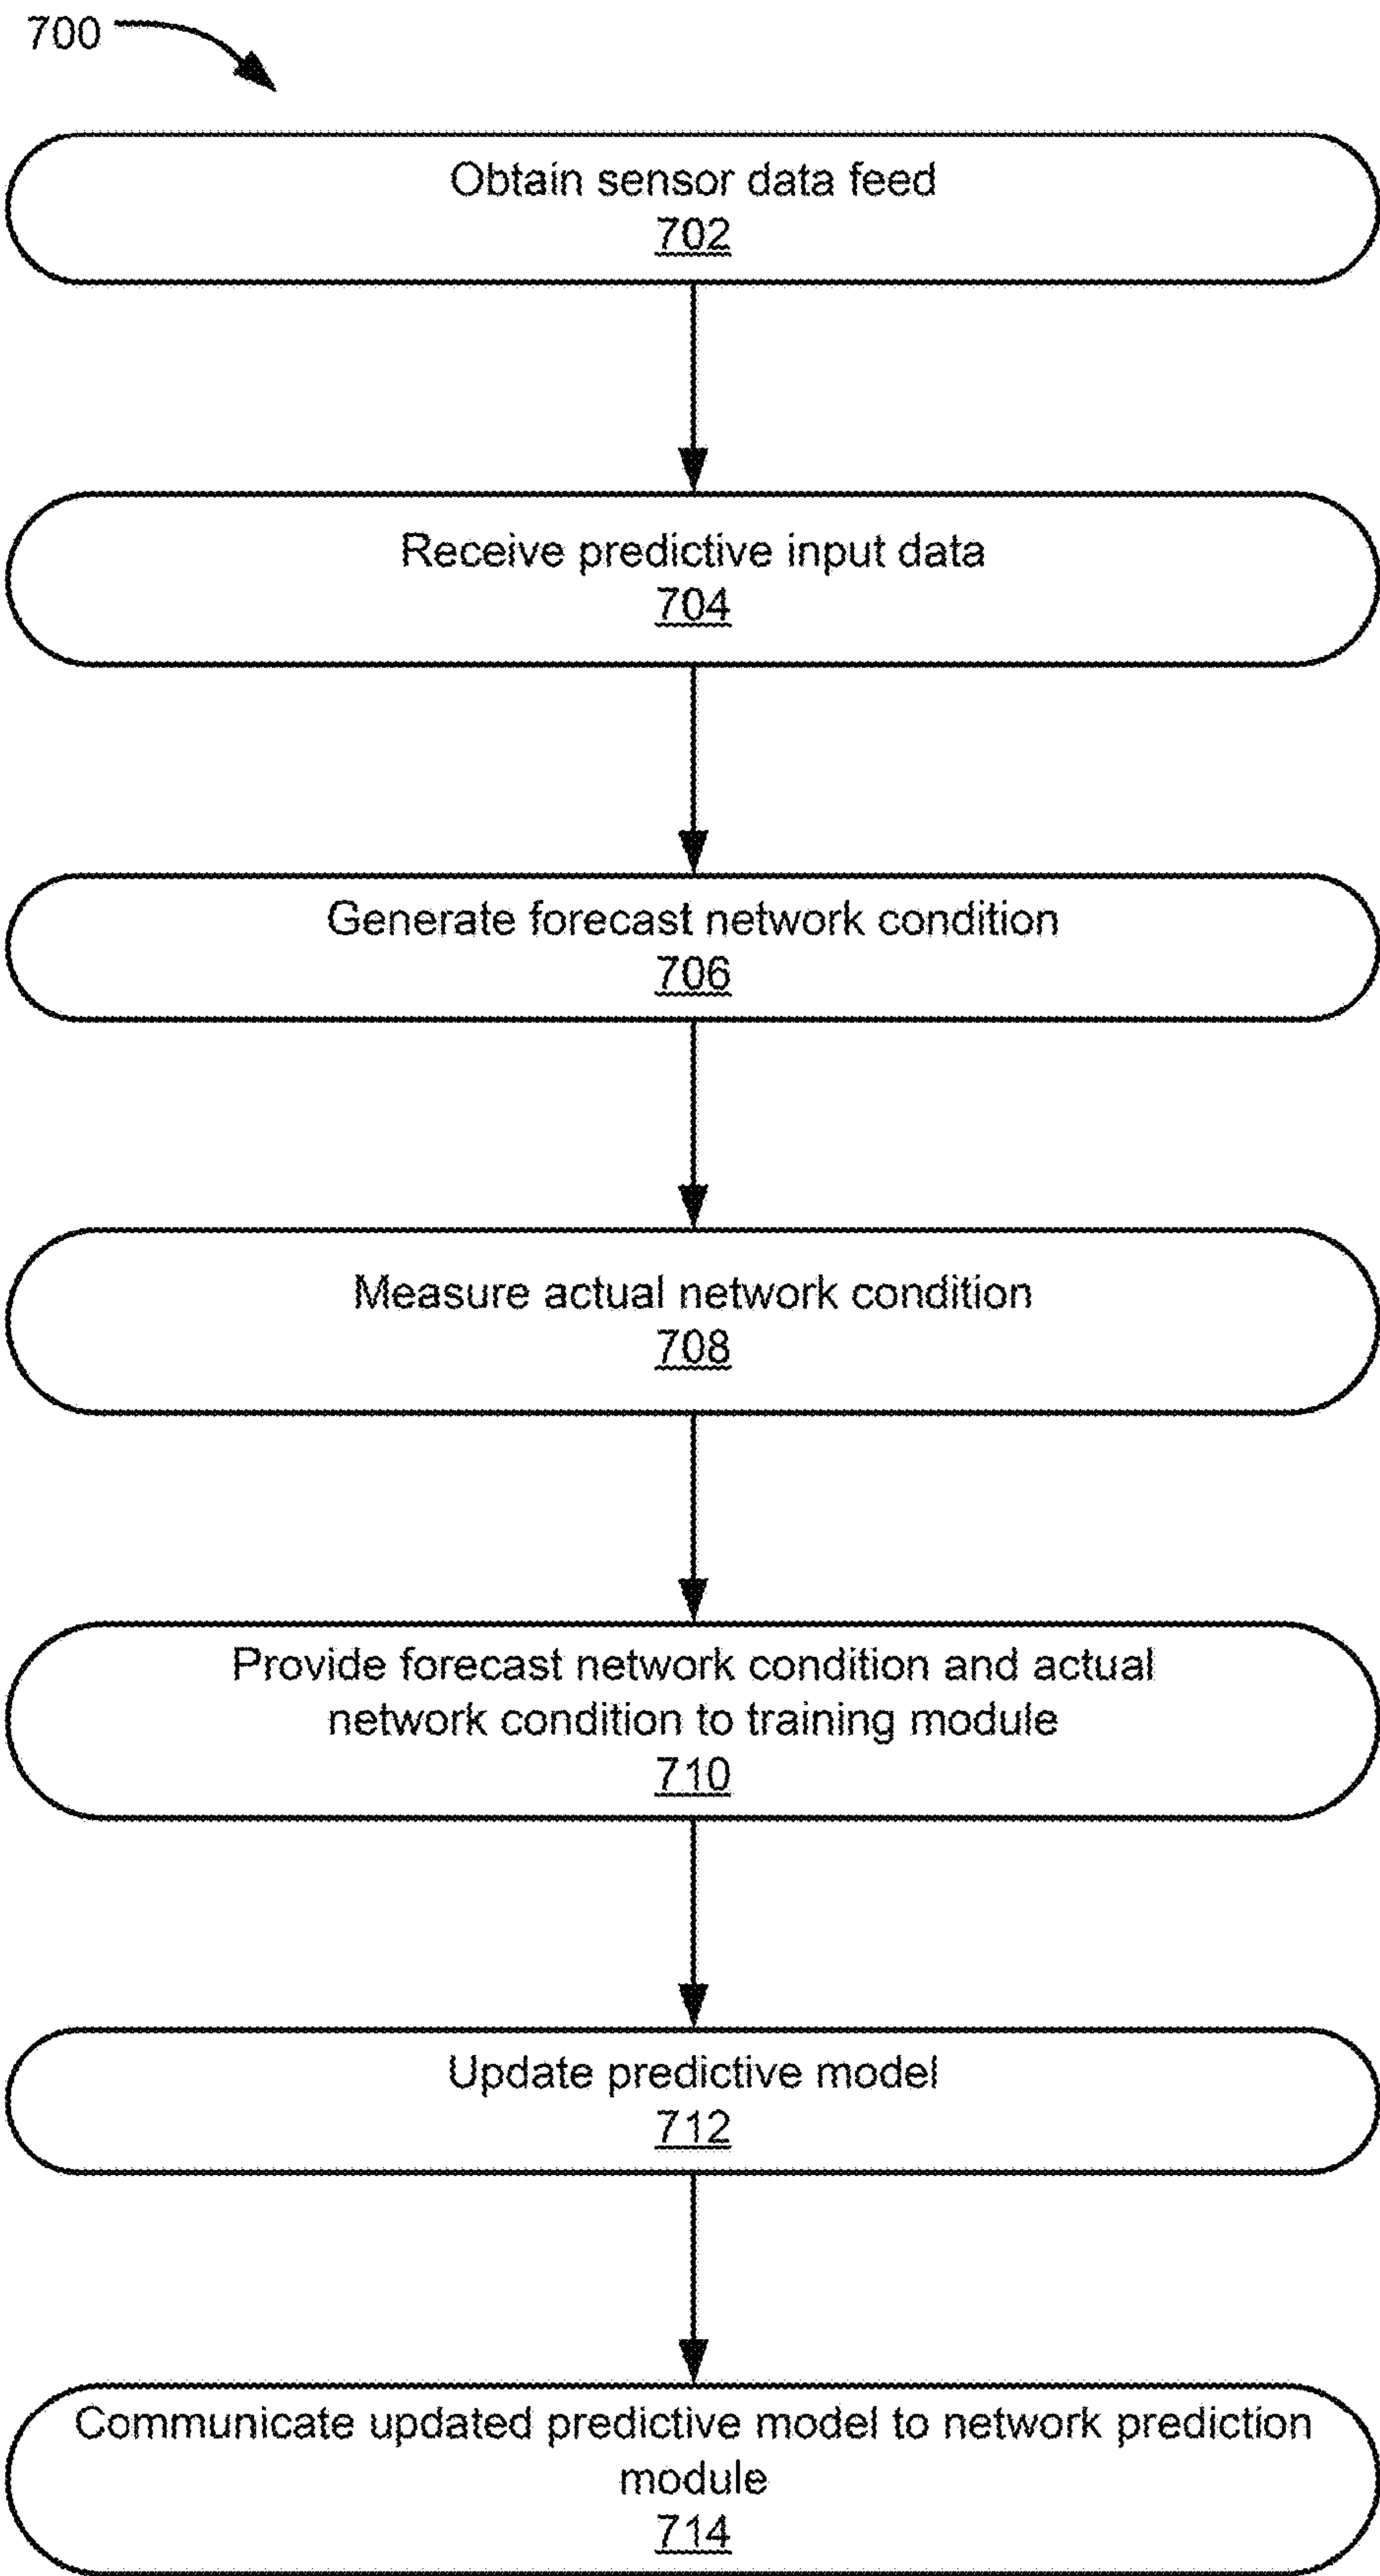 700
Obtain sensor data feed
702
Receive predictive input data
704
Generate forecast network condition
706
Measure actual network condition
708
Provide forecast network condition and actual
network condition to training module
710
Update predictive model
712
Communicate updated predictive model to network prediction
module
714